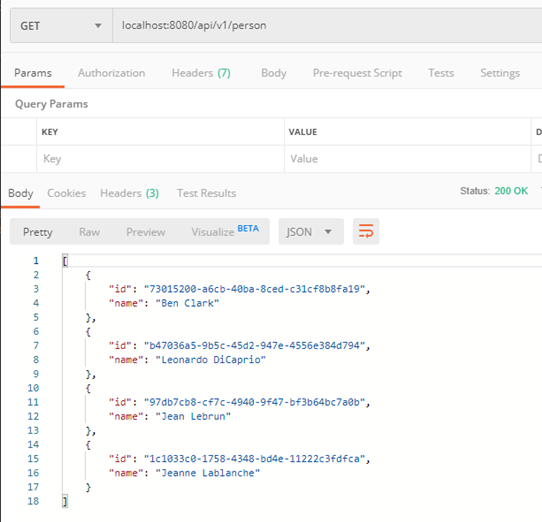 GET localhost:8080/api/v1/person
Params Authorization Headers (7) Body Pre-request Script Tests Settings
Query Params
KEY VALUE D
Key Value D
Body Cookies Headers (3) Test Results Status: 200 OK
Pretty Raw Preview Visualize BETA JSON
1 [
2 {
3 "id": "73015200-a6cb-40ba-8ced-c31cf8b8fa19",
4 "name": "Ben Clark"
5 },
6 {
7 "id": "b47036a5-9b5c-45d2-947e-4556e384d794",
8 "name": "Leonardo DiCaprio"
9 },
10 {
11 "id": "97db7cb8-cf7c-4940-9f47-bf3b64bc7a0b",
12 "name": "Jean Lebrun"
13 },
14 {
15 "id": "1c1033c0-1758-4348-bd4e-11222c3fdfca",
16 "name": "Jeanne Lablanche"
17 }
18 ]